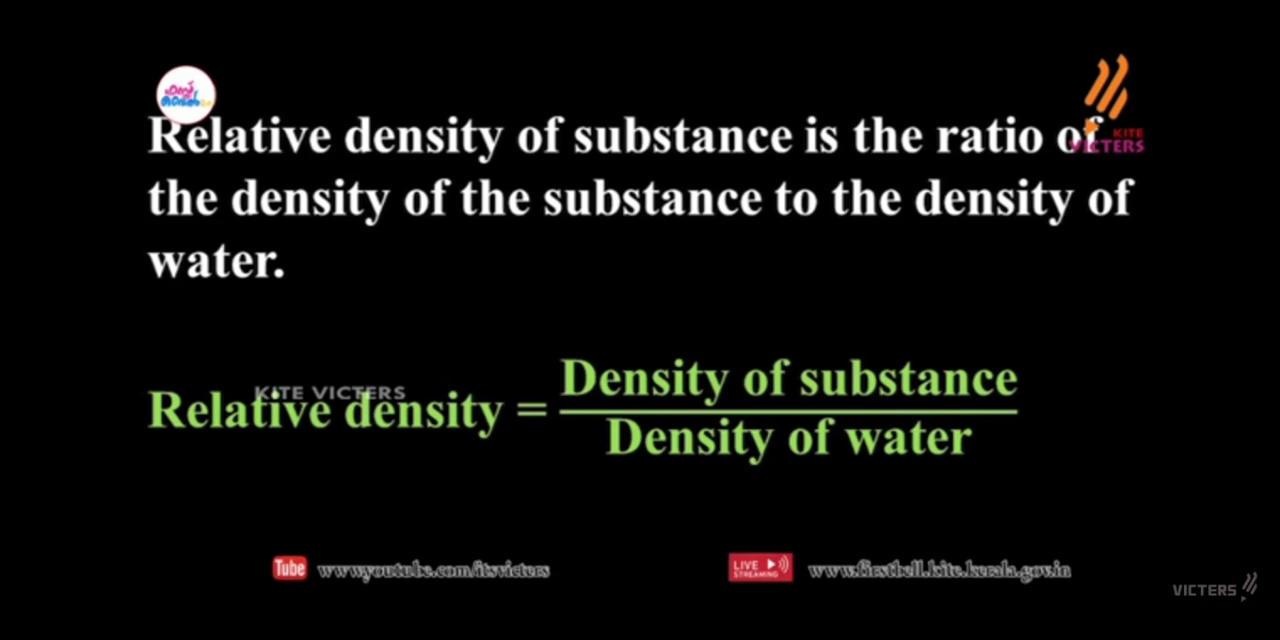 ഫസ്റ്റ്
Relative density of substance is the ratio of
KITE
VICTERS
the density of the substance to the density of
water.
KITE VICTERS
Relative density = Density of substance
Density of water
Tube www.youtube.com/itsvicters
LIVE STREAMING www.firstbell.kite.kerala.gov.in
VICTERS